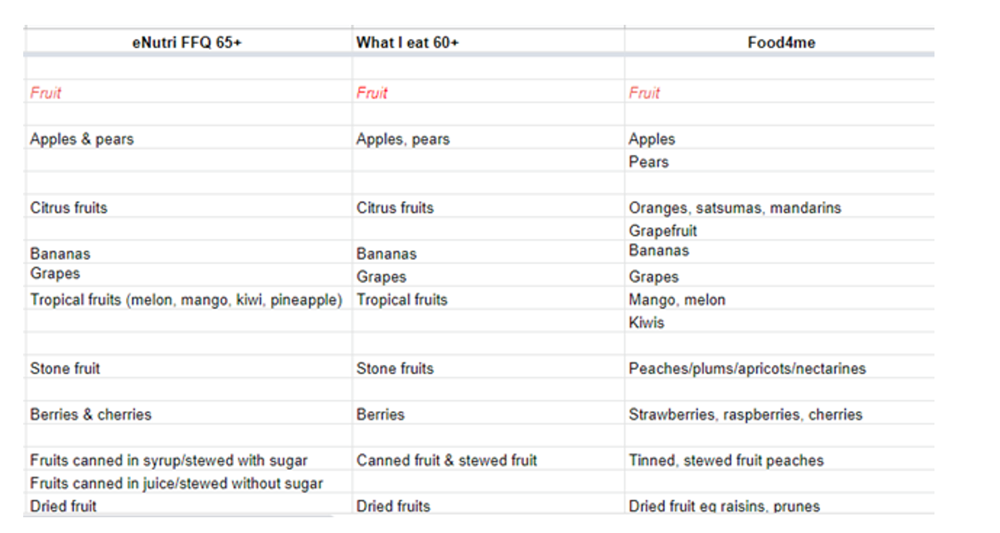 eNutri FFQ 65+ What I eat 60+ Food4me
Fruit Fruit Fruit
Apples & pears Apples, pears Apples
Pears
Citrus fruits Citrus fruits Oranges, satsumas, mandarins
Grapefruit
Bananas Bananas Bananas
Grapes Grapes Grapes
Tropical fruits (melon, mango, kiwi, pineapple) Tropical fruits Mango, melon
Kiwis
Stone fruit Stone fruits Peaches/plums/apricots/nectarines
Berries & cherries Berries Strawberries, raspberries, cherries
Fruits canned in syrup/stewed with sugar Canned fruit & stewed fruit Tinned, stewed fruit peaches
Fruits canned in juice/stewed without sugar
Dried fruit Dried fruits Dried fruit eg raisins, prunes